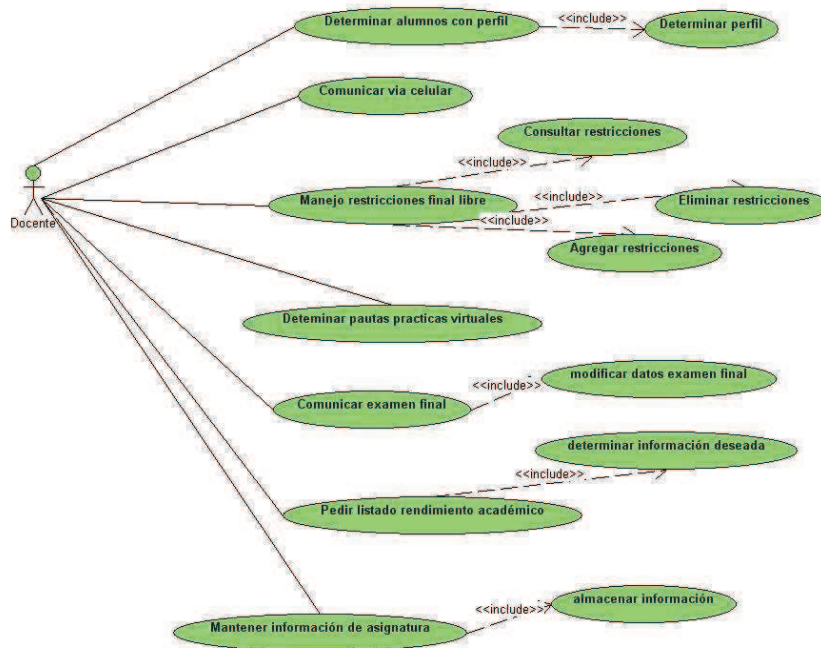 Determinar alumnos con perfil
<<include>>
Determinar perfil
Comunicar via celular
Consultar restricciones
<<include>>
Docente
Manejo restricciones final libre
<<include>>
Eliminar restricciones
<<include>>
Agregar restricciones
Deteminar pautas practicas virtuales
modificar datos examen final
<<include>>
Comunicar examen final
determinar información deseada
<<include>>
Pedir listado rendimiento académico
almacenar información
<<include>>
Mantener información de asignatura